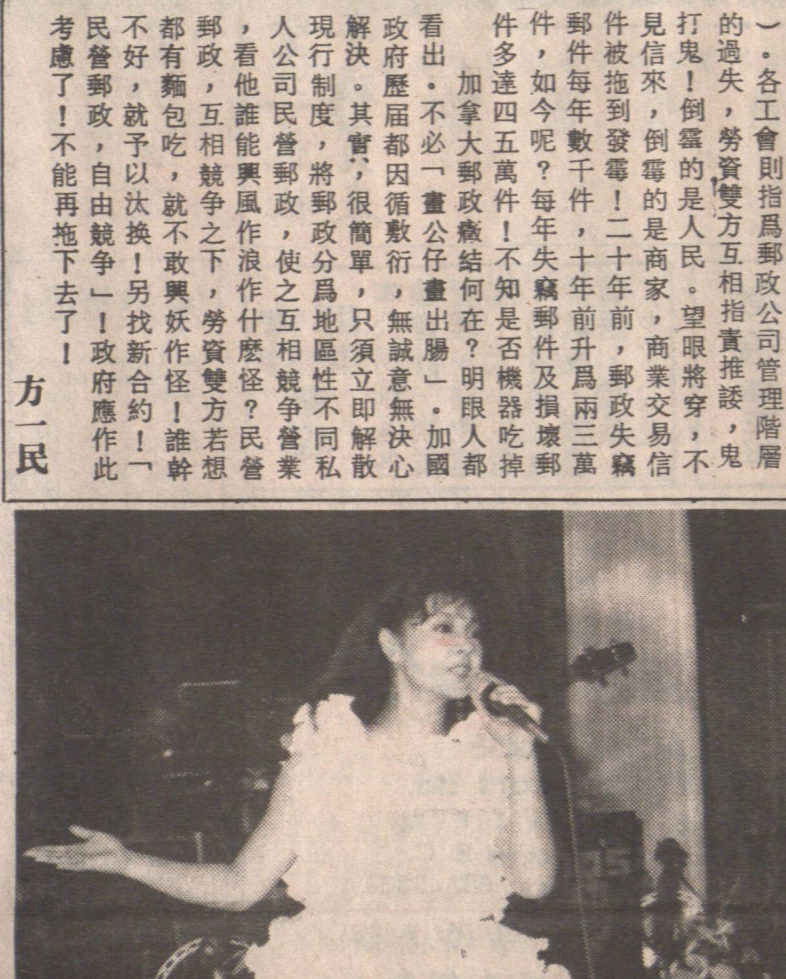 ）。各工會則指爲郵政公司管理階層
的過失，勞資雙方互相指責推諉，鬼
打鬼！倒霉的是人民。望眼將穿，不
見信來，倒霉的是商家，商業交易信
件被拖到發霉！二十年前，郵政失竊
郵件每年數千件，十年前升爲兩三萬
件，如今呢？每年失竊郵件及損壞郵
件多達四五萬件！不知是否機器吃掉
加拿大郵政癥結何在？明眼人都
看出。不必「畫公仔畫出腸」。加國
政府歷屆都因循敷衍，無誠意無決心
解決。其實，很簡單，只須立即解散
現行制度，將郵政分爲地區性不同私
人公司民營郵政，使之互相競争營業
，看他誰能興風作浪作什麽怪？民營
郵政，互相競争之下，勞資雙方若想
都有麵包吃，就不敢興妖作怪！誰幹
不好，就予以汰換！另找新合約！「
民營郵政，自由競争」！政府應作此
考慮了！不能再拖下去了！
方一民